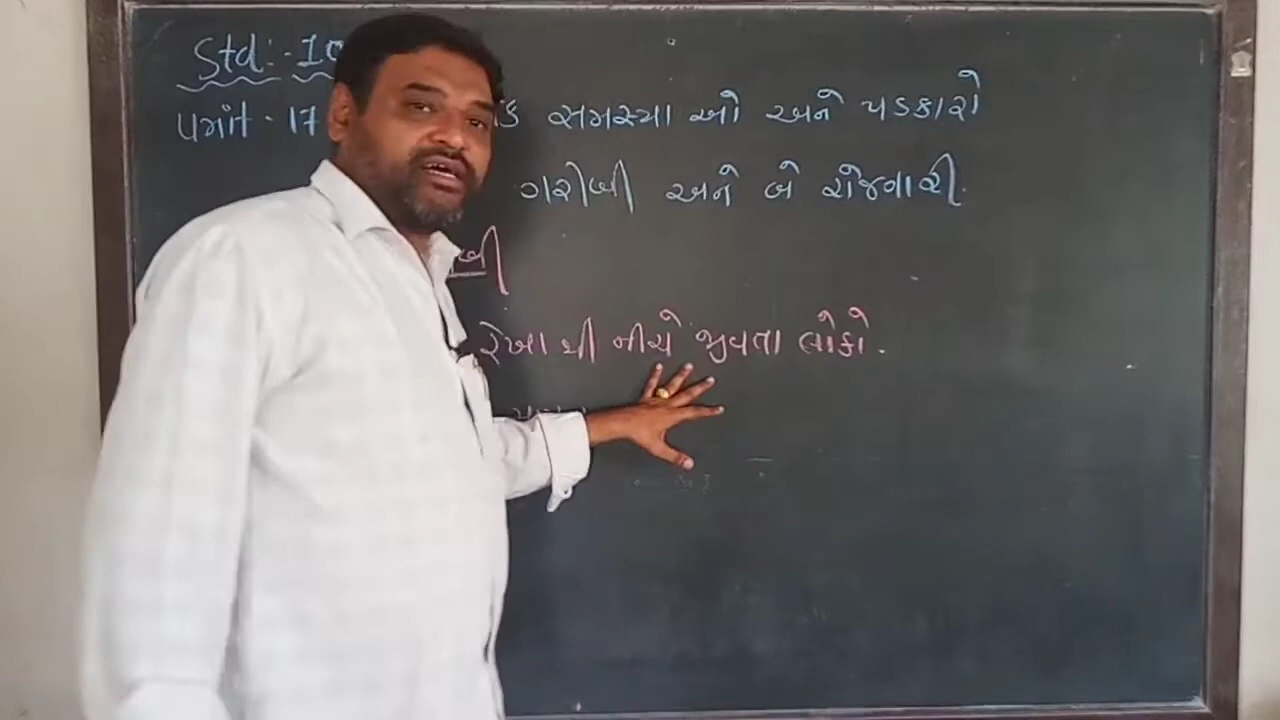 Std:- 10
પ્રકરણ - 17 ક સમસ્યા ઓ અને પડકારો
ગરીબી અને બે રોજગારી.
બી
રેખા થી નીચે જીવતા લોકો.